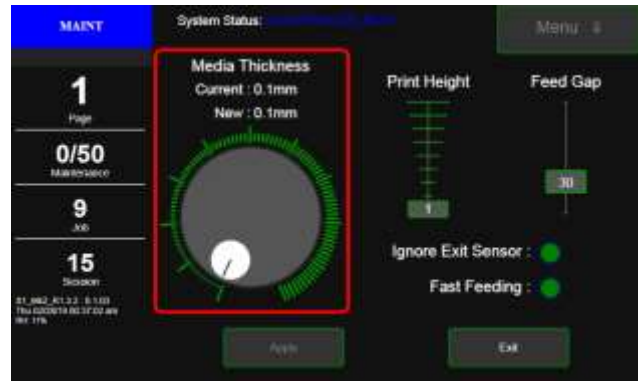 MAINT
System Status:
Menu
1
Page
0/50
Maintenance
9
Job
15
Session
Media Thickness
Current : 0.1mm
New : 0.1mm
Print Height
Feed Gap
1
30
Ignore Exit Sensor :
Fast Feeding :
Apply
Exit